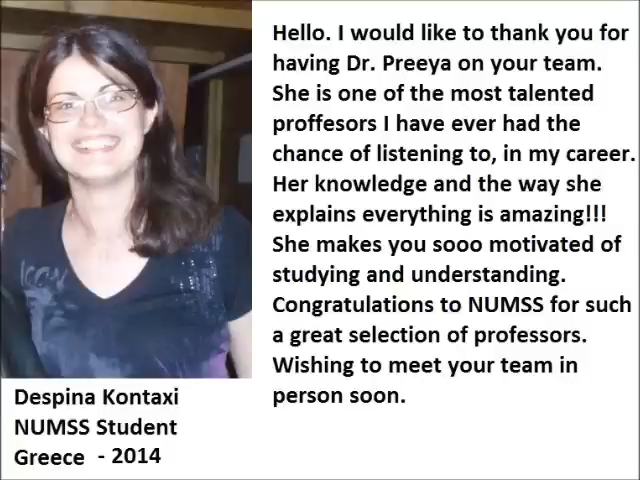 Hello. I would like to thank you for
having Dr. Preeya on your team.
She is one of the most talented
proffesors I have ever had the
chance of listening to, in my career.
Her knowledge and the way she
explains everything is amazing!!!
She makes you sooo motivated of
studying and understanding.
Congratulations to NUMSS for such
a great selection of professors.
Wishing to meet your team in
person soon.
Despina Kontaxi
NUMSS Student
Greece - 2014